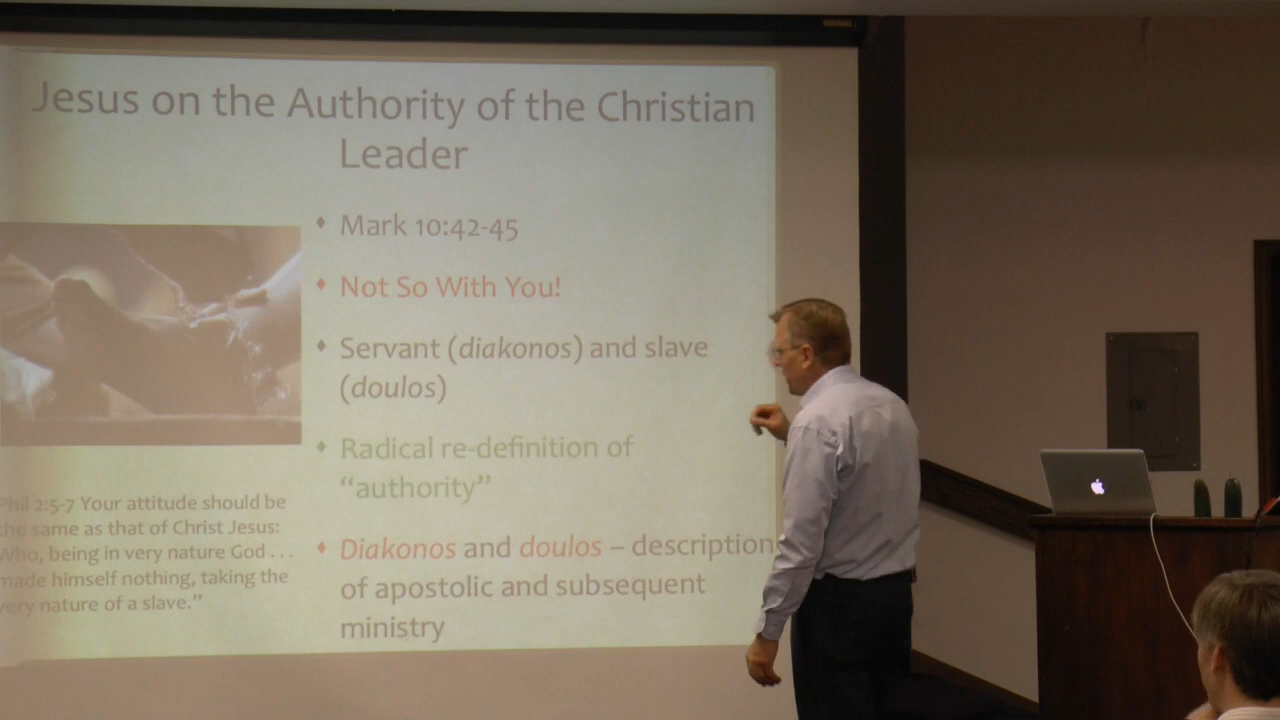 Jesus on the Authority of the Christian
Leader
♦ Mark 10:42-45
♦ Not So With You!
♦ Servant (diakonos) and slave
(doulos)
♦ Radical re-definition of
“authority”
♦ Diakonos and doulos – description
of apostolic and subsequent
ministry
Phil 2:5-7 Your attitude should be
the same as that of Christ Jesus:
Who, being in very nature God . . .
made himself nothing, taking the
very nature of a slave.”